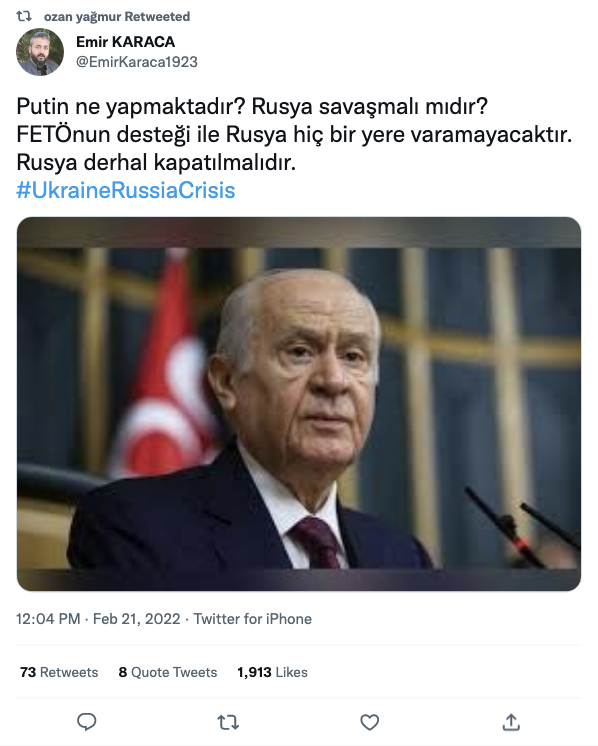 ozan yağmur Retweeted
Emir KARACA
@EmirKaraca1923
Putin ne yapmaktadır? Rusya savaşmalı mıdır?
FETÖnun desteği ile Rusya hiç bir yere varamayacaktır.
Rusya derhal kapatılmalıdır.
#UkraineRussiaCrisis
12:04 PM · Feb 21, 2022 · Twitter for iPhone
73 Retweets 8 Quote Tweets 1,913 Likes